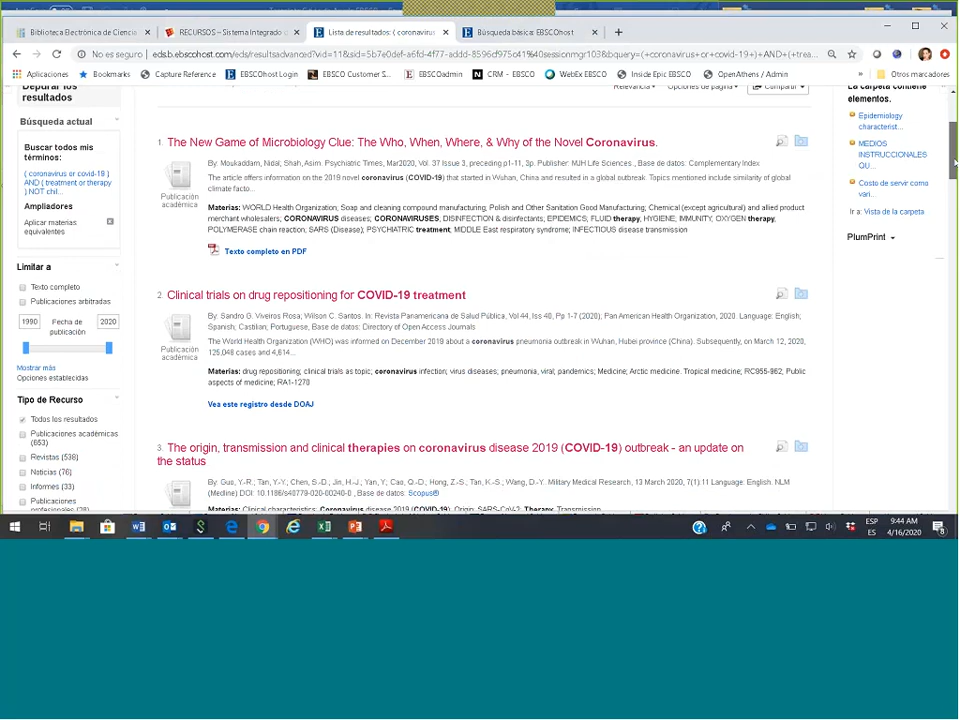 Biblioteca Electrónica de Ciencia
RECURSOS – Sistema Integrado
Lista de resultados: ( coronavirus
Búsqueda básica: EBSCOhost
No es seguro | eds.b.ebscohost.com/eds/resultsadvanced?vid=11&sid=5b7e0def-a6fd-4f77-addd-8596cd975c41%40sessionmgr103&bquery=(+coronavirus+or+covid-19+)+AND+(+trea...
Aplicaciones
Bookmarks
Capture Reference
EBSCOhost Login
EBSCO Customer S...
EBSCOadmin
CRM - EBSCO
WebEx EBSCO
Inside Epic EBSCO
OpenAthens / Admin
»
Otros marcadores
Depurar los
resultados
Búsqueda actual
Buscar todos mis
términos:
( coronavirus or covid-19 )
AND ( treatment or therapy
) NOT chil...
Ampliadores
Aplicar materias
equivalentes
Limitar a
Texto completo
Publicaciones arbitradas
1990 Fecha de 2020
publicación
Mostrar más
Opciones establecidas
Tipo de Recurso
Todos los resultados
Publicaciones académicas
(653)
Revistas (538)
Noticias (76)
Informes (33)
Publicaciones
profesionales (28)
Relevancia
Opciones de página
Compartir
1. The New Game of Microbiology Clue: The Who, When, Where, & Why of the Novel Coronavirus.
Publicación
académica
By: Moukaddam, Nidal; Shah, Asim. Psychiatric Times, Mar2020, Vol. 37 Issue 3, preceding p1-11, 3p. Publisher: MJH Life Sciences., Base de datos: Complementary Index
The article offers information on the 2019 novel coronavirus (COVID-19) that started in Wuhan, China and resulted in a global outbreak. Topics mentioned include similarity of global
climate facto...
Materias: WORLD Health Organization; Soap and cleaning compound manufacturing; Polish and Other Sanitation Good Manufacturing; Chemical (except agricultural) and allied product
merchant wholesalers; CORONAVIRUS diseases; CORONAVIRUSES; DISINFECTION & disinfectants; EPIDEMICS; FLUID therapy; HYGIENE; IMMUNITY; OXYGEN therapy;
POLYMERASE chain reaction; SARS (Disease); PSYCHIATRIC treatment; MIDDLE East respiratory syndrome; INFECTIOUS disease transmission
Texto completo en PDF
2. Clinical trials on drug repositioning for COVID-19 treatment
Publicación
académica
By: Sandro G. Viveiros Rosa; Wilson C. Santos. In: Revista Panamericana de Salud Pública, Vol 44, Iss 40, Pp 1-7 (2020); Pan American Health Organization, 2020. Language: English;
Spanish; Castilian; Portuguese, Base de datos: Directory of Open Access Journals
The World Health Organization (WHO) was informed on December 2019 about a coronavirus pneumonia outbreak in Wuhan, Hubei province (China). Subsequently, on March 12, 2020,
125,048 cases and 4,614...
Materias: drug repositioning; clinical trials as topic; coronavirus infection; virus diseases; pneumonia, viral; pandemics; Medicine; Arctic medicine. Tropical medicine; RC955-962; Public
aspects of medicine; RA1-1270
Vea este registro desde DOAJ
3. The origin, transmission and clinical therapies on coronavirus disease 2019 (COVID-19) outbreak - an update on
the status
By: Guo, Y.-R.; Tan, Y.-Y.; Chen, S.-D.; Jin, H.-J.; Yan, Y.; Cao, Q.-D.; Hong, Z.-S.; Tan, K.-S.; Wang, D.-Y. Military Medical Research, 13 March 2020, 7(1):11 Language: English. NLM
(Medline) DOI: 10.1186/s40779-020-00240-0, Base de datos: Scopus®
Materias: Clinical characteristics; Coronavirus disease 2019 (COVID-19); Origin; SARS-CoV-2; Therapy; Transmission
La carpeta contiene
elementos.
Epidemiology
characterist...
MEDIOS
INSTRUCCIONALES
QU...
Costo de servir como
vari...
Ir a: Vista de la carpeta
PlumPrint
ESP
ES
9:44 AM
4/16/2020